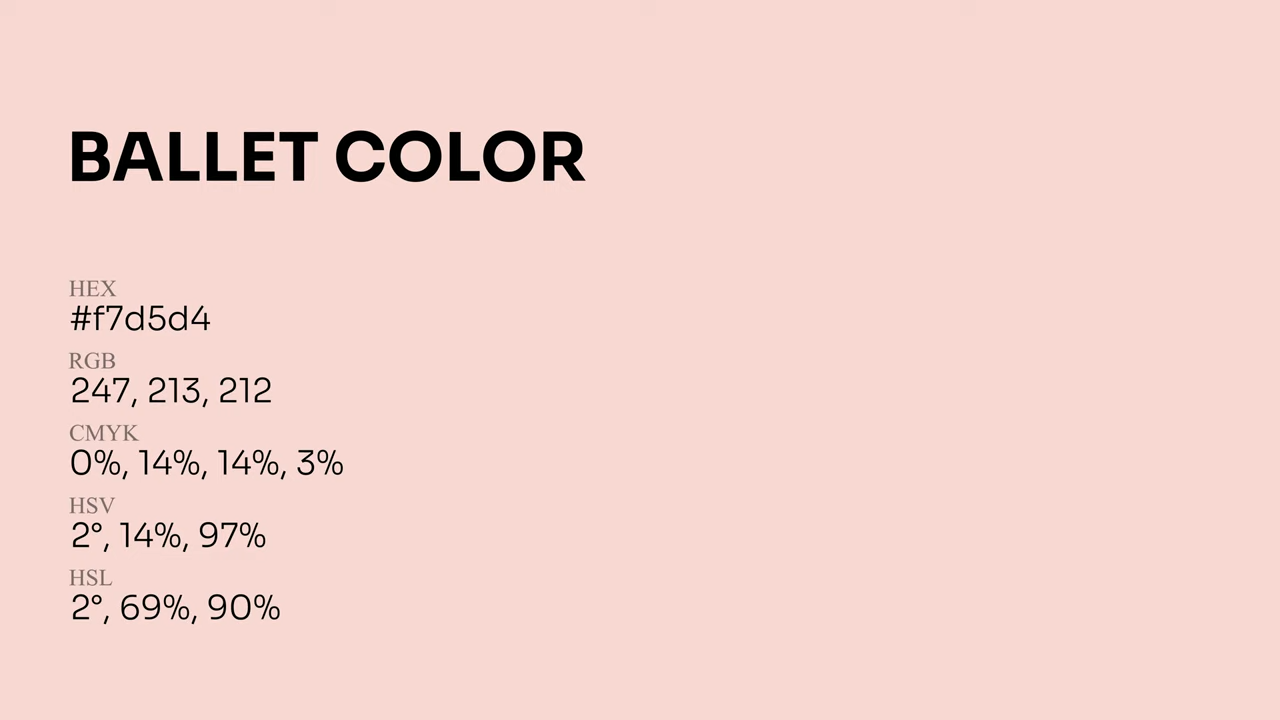 BALLET COLOR
HEX
#f7d5d4
RGB
247, 213, 212
CMYK
0%, 14%, 14%, 3%
HSV
2°, 14%, 97%
HSL
2°, 69%, 90%